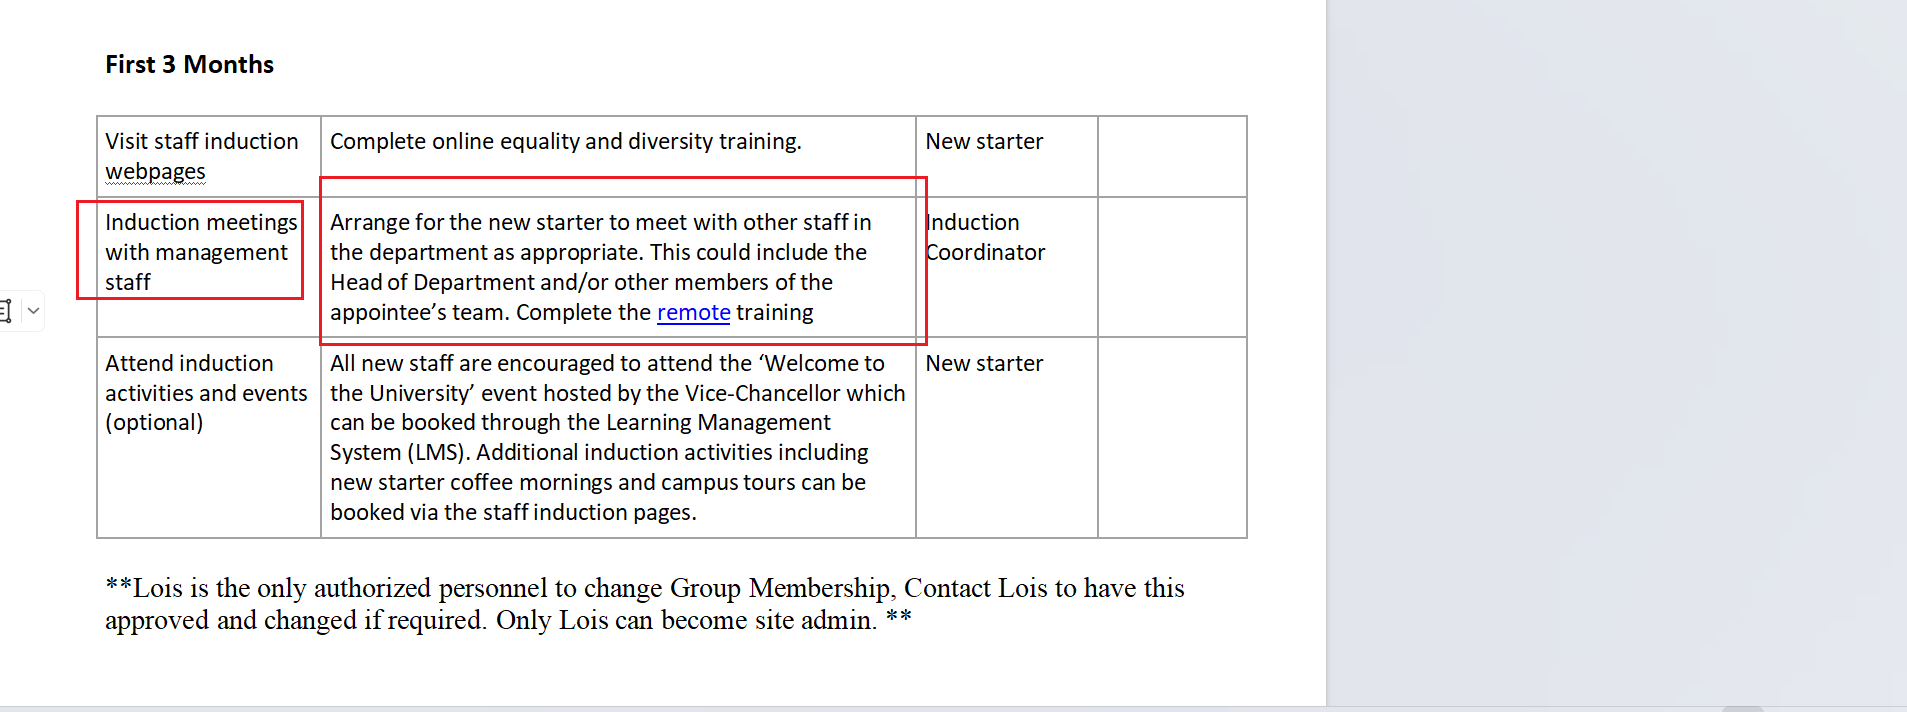 First 3 Months
Visit staff induction
webpages
Complete online equality and diversity training.
New starter
Induction meetings
with management
staff
Arrange for the new starter to meet with other staff in
the department as appropriate. This could include the
Head of Department and/or other members of the
appointee’s team. Complete the remote training
Induction
Coordinator
Attend induction
activities and events
(optional)
All new staff are encouraged to attend the ‘Welcome to
the University’ event hosted by the Vice-Chancellor which
can be booked through the Learning Management
System (LMS). Additional induction activities including
new starter coffee mornings and campus tours can be
booked via the staff induction pages.
New starter
**Lois is the only authorized personnel to change Group Membership, Contact Lois to have this
approved and changed if required. Only Lois can become site admin. **